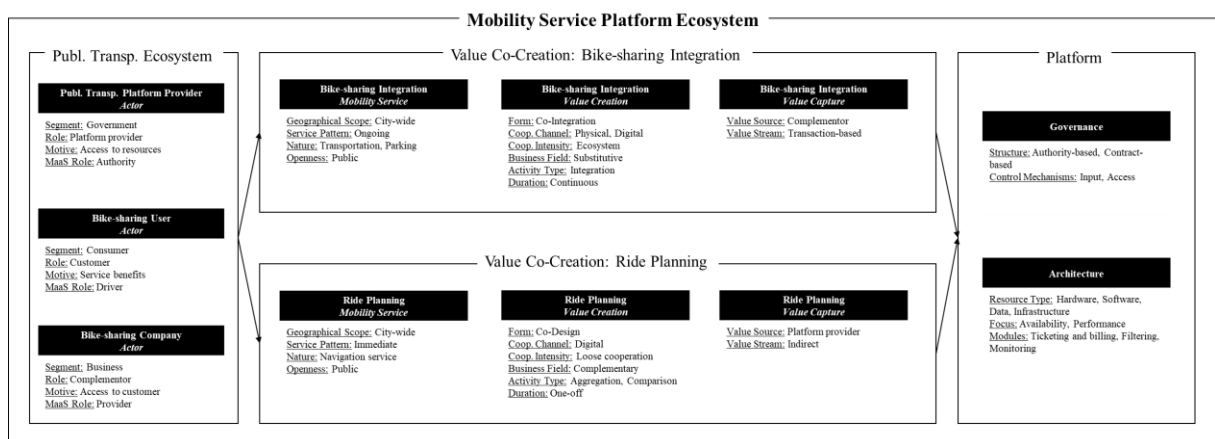 Mobility Service Platform Ecosystem
Publ. Transp. Ecosystem
Publ. Transp. Platform Provider
Actor
Segment: Government
Role: Platform provider
Motive: Access to resources
MaaS Role: Authority
Bike-sharing User
Actor
Segment: Consumer
Role: Customer
Motive: Service benefits
MaaS Role: Driver
Bike-sharing Company
Actor
Segment: Business
Role: Complementor
Motive: Access to customer
MaaS Role: Provider
Value Co-Creation: Bike-sharing Integration
Bike-sharing Integration
Mobility Service
Geographical Scope: City-wide
Service Pattern: Ongoing
Nature: Transportation, Parking
Openness: Public
Bike-sharing Integration
Value Creation
Form: Co-Integration
Coop. Channel: Physical, Digital
Coop. Intensity: Ecosystem
Business Field: Substitutive
Activity Type: Integration
Duration: Continuous
Bike-sharing Integration
Value Capture
Value Source: Complementor
Value Stream: Transaction-based
Value Co-Creation: Ride Planning
Ride Planning
Mobility Service
Geographical Scope: City-wide
Service Pattern: Immediate
Nature: Navigation service
Openness: Public
Ride Planning
Value Creation
Form: Co-Design
Coop. Channel: Digital
Coop. Intensity: Loose cooperation
Business Field: Complementary
Activity Type: Aggregation, Comparison
Duration: One-off
Ride Planning
Value Capture
Value Source: Platform provider
Value Stream: Indirect
Platform
Governance
Structure: Authority-based, Contract-
based
Control Mechanisms: Input, Access
Architecture
Resource Type: Hardware, Software,
Data, Infrastructure
Focus: Availability, Performance
Modules: Ticketing and billing, Filtering,
Monitoring